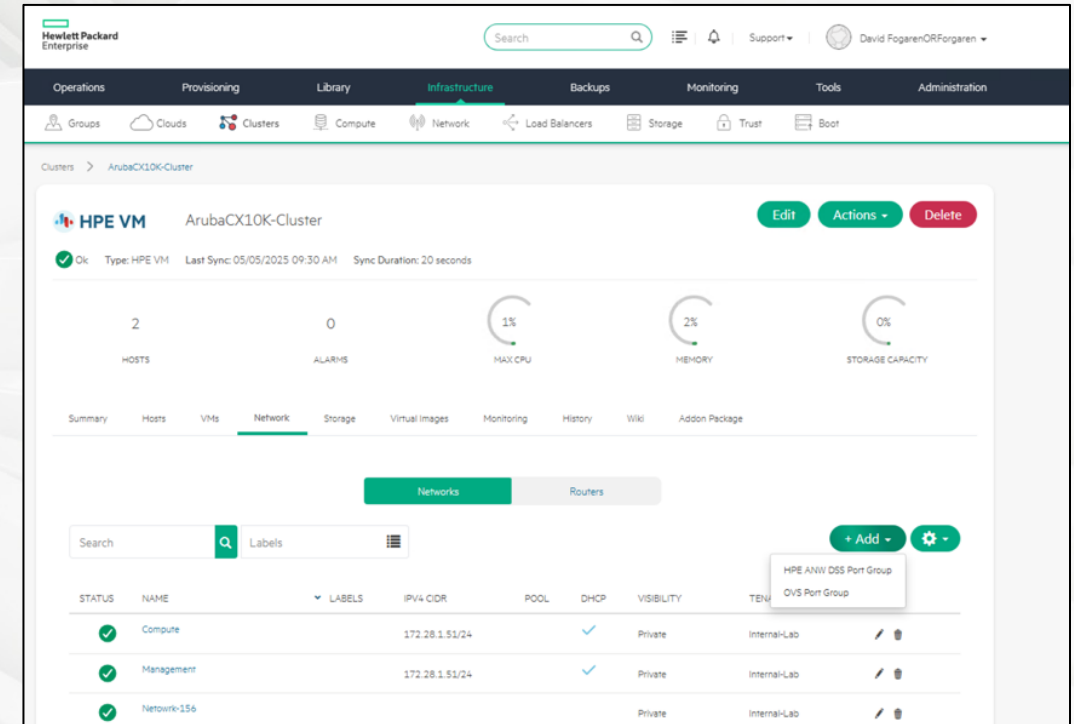 Hewlett Packard
Enterprise
Search
Support
David FogarenORForgaren
Operations Provisioning Library Infrastructure Backups Monitoring Tools Administration
Groups Clouds Clusters Compute Network Load Balancers Storage Trust Boot
Clusters > ArubaCX10K-Cluster
HPE VM ArubaCX10K-Cluster
Edit Actions Delete
Ok Type: HPE VM Last Sync: 05/05/2025 09:30 AM Sync Duration: 20 seconds
2 0 1% 2% 0%
HOSTS ALARMS MAX CPU MEMORY STORAGE CAPACITY
Summary Hosts VMs Network Storage Virtual Images Monitoring History Wiki Addon Package
Networks Routers
Search Labels + Add
HPE ANW DSS Port Group
OVS Port Group
STATUS NAME LABELS IPV4 CIDR POOL DHCP VISIBILITY TENA
Compute 172.28.1.51/24 Private Internal-Lab
Management 172.28.1.51/24 Private Internal-Lab
Netowrk-156 Private Internal-Lab